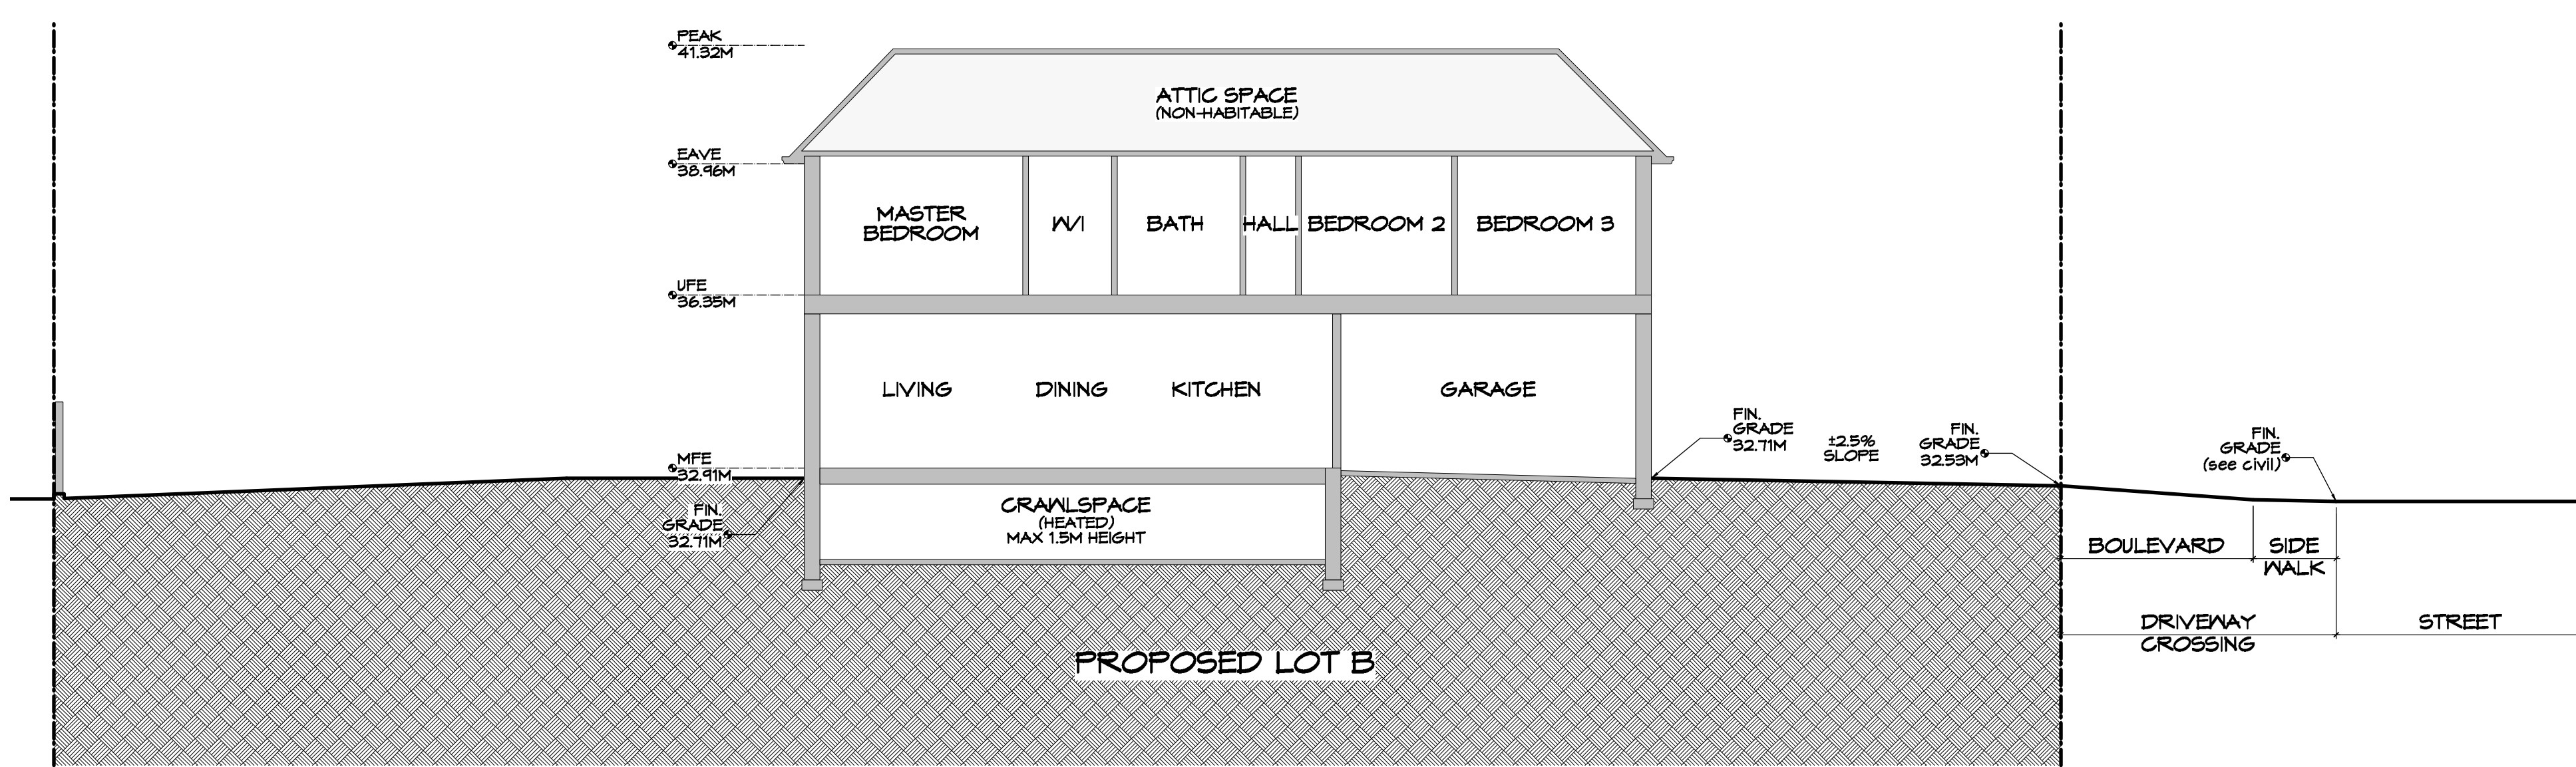 PEAK
41.32M
ATTIC SPACE
(NON-HABITABLE)
EAVE
38.96M
MASTER
BEDROOM
W/I
BATH
HALL
BEDROOM 2
BEDROOM 3
UFE
36.35M
LIVING
DINING
KITCHEN
GARAGE
MFE
32.91M
FIN.
GRADE
32.71M
CRAWLSPACE
(HEATED)
MAX 1.5M HEIGHT
FIN.
GRADE
32.71M
±2.5%
SLOPE
FIN.
GRADE
32.53M
FIN.
GRADE
(see civil)
BOULEVARD
SIDE
WALK
DRIVEWAY
CROSSING
STREET
PROPOSED LOT B